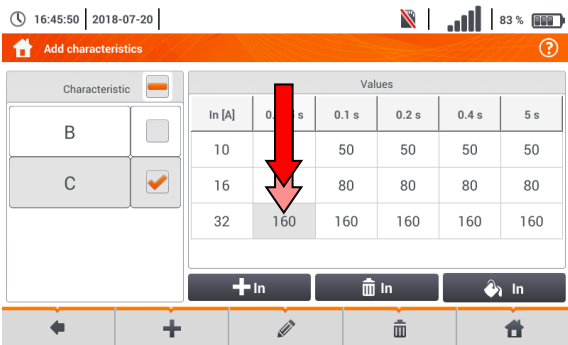 16:45:50 2018-07-20 83 %
Add characteristics ?
Characteristic Values
In [A] 0.1 s 0.2 s 0.4 s 5 s
B
10 50 50 50 50
C
16 80 80 80 80
32 160 160 160 160 160
In In In